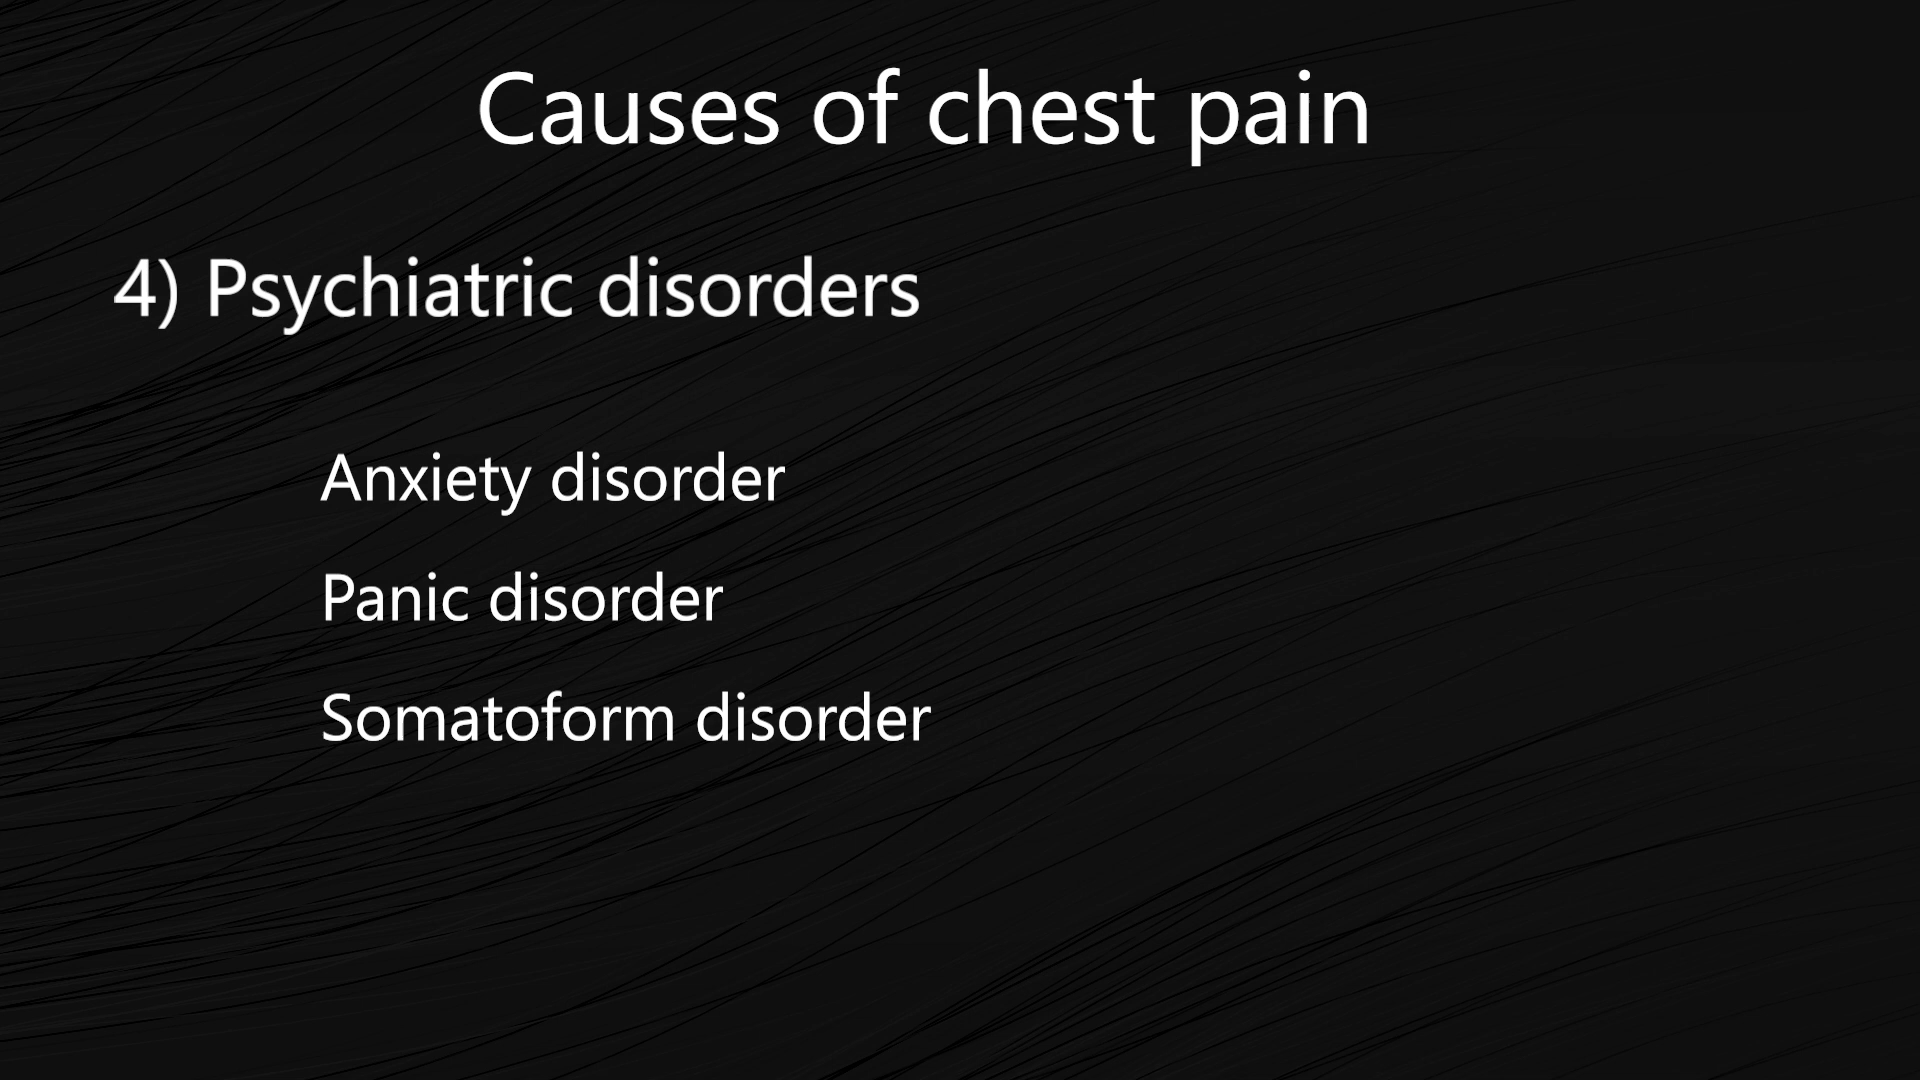 Causes of chest pain
4) Psychiatric disorders
Anxiety disorder
Panic disorder
Somatoform disorder